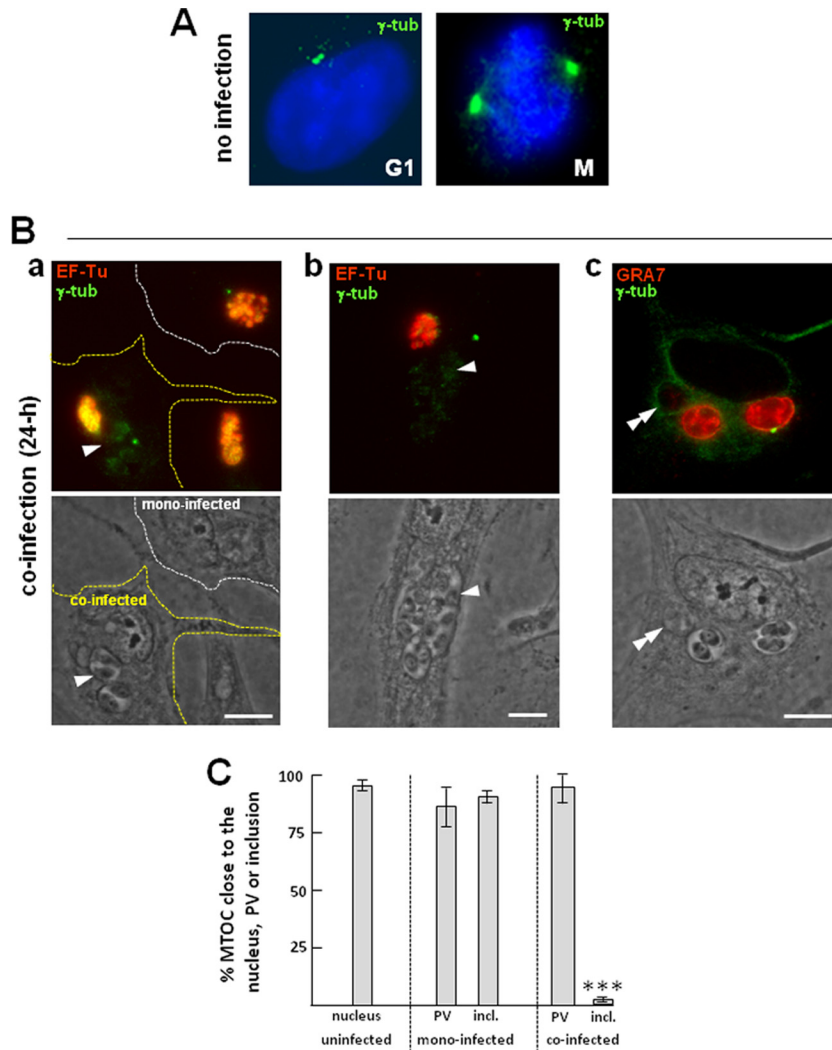 A
no infection
γ-tub
G1
γ-tub
M
B
co-infection (24-h)
a
EF-Tu
γ-tub
b
EF-Tu
c
GRA7
γ-tub
mono-infected
co-infected
C
% MTOC close to the
nucleus, PV or inclusion
100
75
50
25
***
nucleus PV incl. PV incl.
uninfected mono-infected co-infected